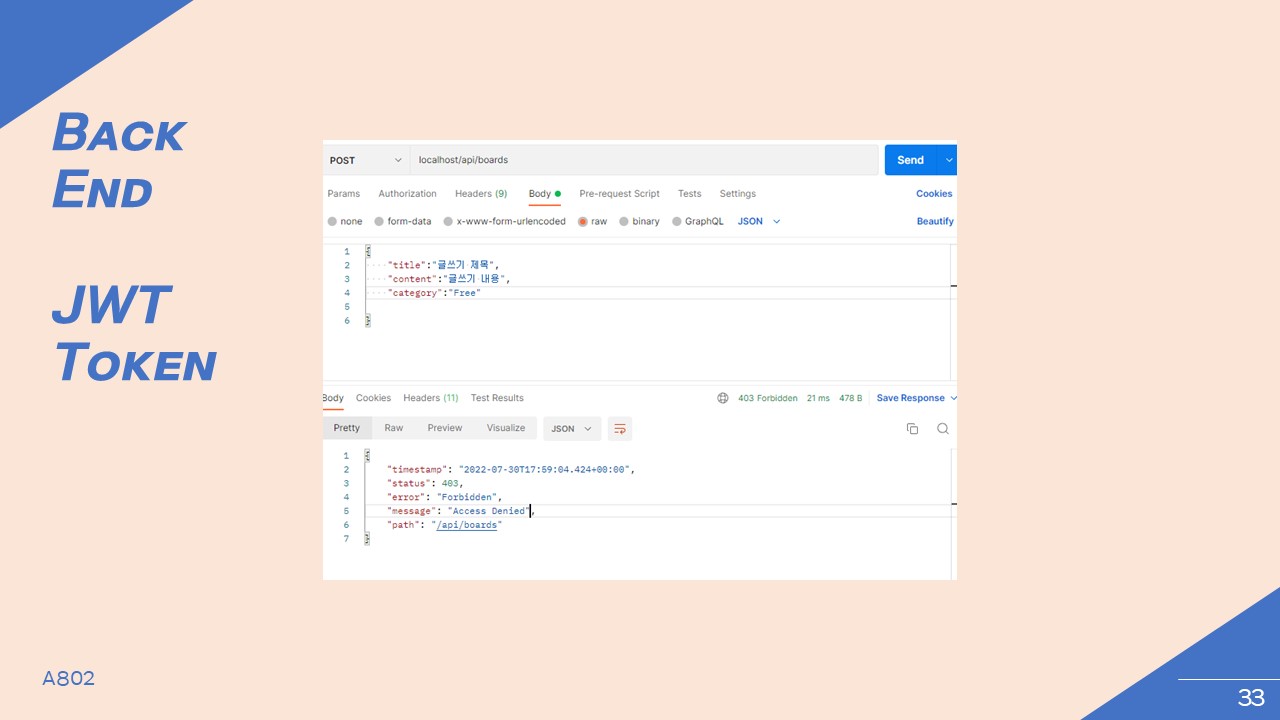 BACK
END
JWT
TOKEN
POST localhost/api/boards Send
Params Authorization Headers (9) Body Pre-request Script Tests Settings Cookies
none form-data x-www-form-urlencoded raw binary GraphQL JSON Beautify
1 {
2 "title":"글쓰기 제목",
3 "content":"글쓰기 내용",
4 "category":"Free"
5
6 }
Body Cookies Headers (11) Test Results 403 Forbidden 21 ms 478 B Save Response
Pretty Raw Preview Visualize JSON
1 {
2 "timestamp": "2022-07-30T17:59:04.424+00:00",
3 "status": 403,
4 "error": "Forbidden",
5 "message": "Access Denied",
6 "path": "/api/boards"
7 }
A802
33